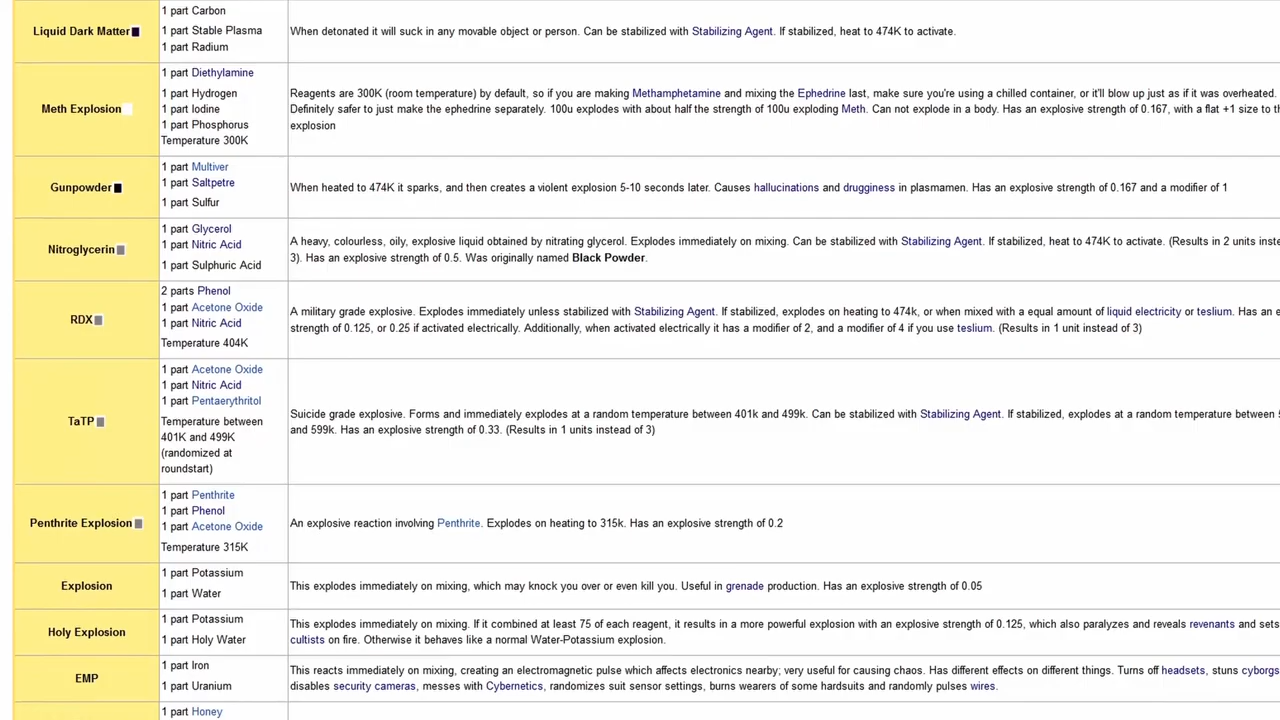 1 part Carbon
Liquid Dark Matter
1 part Stable Plasma
1 part Radium
When detonated it will suck in any movable object or person. Can be stabilized with Stabilizing Agent. If stabilized, heat to 474K to activate.
Meth Explosion
1 part Diethylamine
1 part Hydrogen
1 part Iodine
1 part Phosphorus
Temperature 300K
Reagents are 300K (room temperature) by default, so if you are making Methamphetamine and mixing the Ephedrine last, make sure you're using a chilled container, or it'll blow up just as if it was overheated.
Definitely safer to just make the ephedrine separately. 100u explodes with about half the strength of 100u exploding Meth. Can not explode in a body. Has an explosive strength of 0.167, with a flat +1 size to th
explosion
Gunpowder
1 part Multiver
1 part Saltpetre
1 part Sulfur
When heated to 474K it sparks, and then creates a violent explosion 5-10 seconds later. Causes hallucinations and drugginess in plasmamen. Has an explosive strength of 0.167 and a modifier of 1
Nitroglycerin
1 part Glycerol
1 part Nitric Acid
1 part Sulphuric Acid
A heavy, colourless, oily, explosive liquid obtained by nitrating glycerol. Explodes immediately on mixing. Can be stabilized with Stabilizing Agent. If stabilized, heat to 474K to activate. (Results in 2 units inste
3). Has an explosive strength of 0.5. Was originally named Black Powder.
RDX
2 parts Phenol
1 part Acetone Oxide
1 part Nitric Acid
Temperature 404K
A military grade explosive. Explodes immediately unless stabilized with Stabilizing Agent. If stabilized, explodes on heating to 474k, or when mixed with a equal amount of liquid electricity or teslium. Has an e
strength of 0.125, or 0.25 if activated electrically. Additionally, when activated electrically it has a modifier of 2, and a modifier of 4 if you use teslium. (Results in 1 unit instead of 3)
TaTP
1 part Acetone Oxide
1 part Nitric Acid
1 part Pentaerythritol
Temperature between
401K and 499K
(randomized at
roundstart)
Suicide grade explosive. Forms and immediately explodes at a random temperature between 401k and 499k. Can be stabilized with Stabilizing Agent. If stabilized, explodes at a random temperature between 5
and 599k. Has an explosive strength of 0.33. (Results in 1 units instead of 3)
Penthrite Explosion
1 part Penthrite
1 part Phenol
1 part Acetone Oxide
Temperature 315K
An explosive reaction involving Penthrite. Explodes on heating to 315k. Has an explosive strength of 0.2
Explosion
1 part Potassium
1 part Water
This explodes immediately on mixing, which may knock you over or even kill you. Useful in grenade production. Has an explosive strength of 0.05
Holy Explosion
1 part Potassium
1 part Holy Water
This explodes immediately on mixing. If it combined at least 75 of each reagent, it results in a more powerful explosion with an explosive strength of 0.125, which also paralyzes and reveals revenants and sets
cultists on fire. Otherwise it behaves like a normal Water-Potassium explosion.
EMP
1 part Iron
1 part Uranium
This reacts immediately on mixing, creating an electromagnetic pulse which affects electronics nearby; very useful for causing chaos. Has different effects on different things. Turns off headsets, stuns cyborgs
disables security cameras, messes with Cybernetics, randomizes suit sensor settings, burns wearers of some hardsuits and randomly pulses wires.
1 part Honey